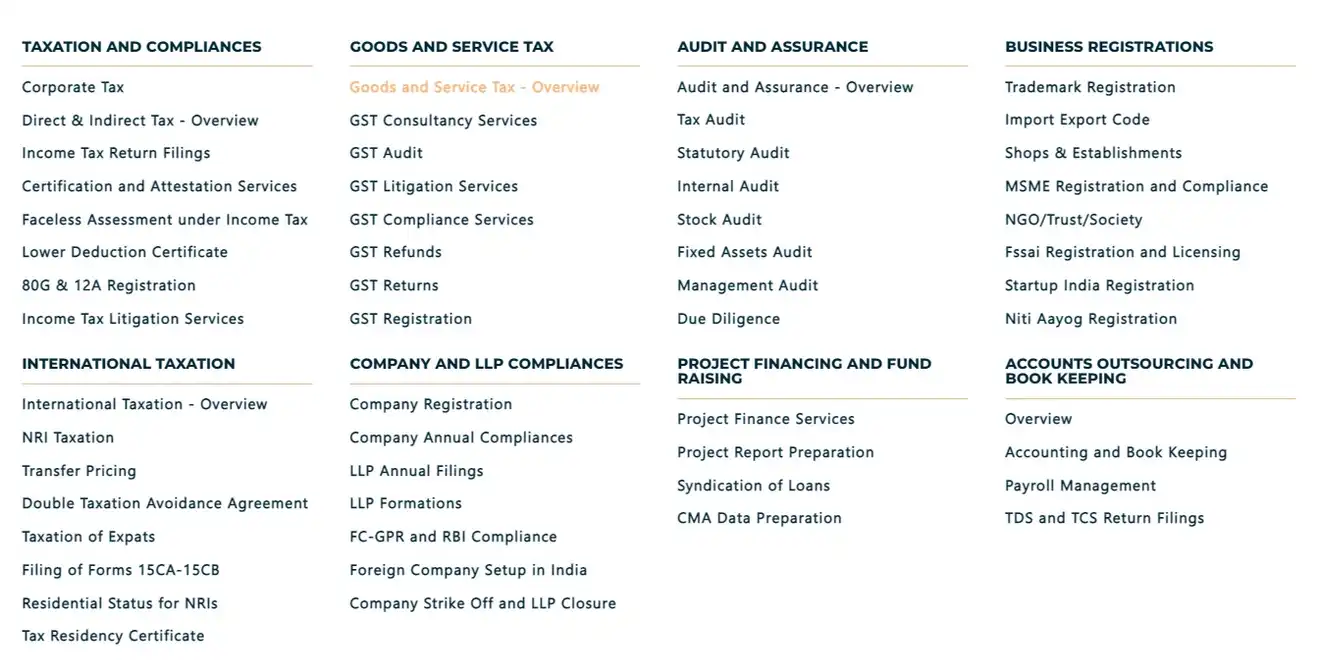 TAXATION AND COMPLIANCES
Corporate Tax
Direct & Indirect Tax - Overview
Income Tax Return Filings
Certification and Attestation Services
Faceless Assessment under Income Tax
Lower Deduction Certificate
80G & 12A Registration
Income Tax Litigation Services
GOODS AND SERVICE TAX
Goods and Service Tax - Overview
GST Consultancy Services
GST Audit
GST Litigation Services
GST Compliance Services
GST Refunds
GST Returns
GST Registration
AUDIT AND ASSURANCE
Audit and Assurance - Overview
Tax Audit
Statutory Audit
Internal Audit
Stock Audit
Fixed Assets Audit
Management Audit
Due Diligence
BUSINESS REGISTRATIONS
Trademark Registration
Import Export Code
Shops & Establishments
MSME Registration and Compliance
NGO/Trust/Society
Fssai Registration and Licensing
Startup India Registration
Niti Aayog Registration
INTERNATIONAL TAXATION
International Taxation - Overview
NRI Taxation
Transfer Pricing
Double Taxation Avoidance Agreement
Taxation of Expats
Filing of Forms 15CA-15CB
Residential Status for NRIs
Tax Residency Certificate
COMPANY AND LLP COMPLIANCES
Company Registration
Company Annual Compliances
LLP Annual Filings
LLP Formations
FC-GPR and RBI Compliance
Foreign Company Setup in India
Company Strike Off and LLP Closure
PROJECT FINANCING AND FUND
RAISING
Project Finance Services
Project Report Preparation
Syndication of Loans
CMA Data Preparation
ACCOUNTS OUTSOURCING AND
BOOK KEEPING
Overview
Accounting and Book Keeping
Payroll Management
TDS and TCS Return Filings